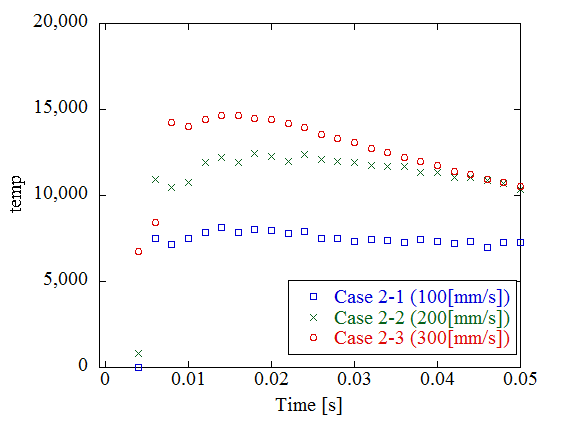 20,000
15,000
10,000
5,000
0
temp
0 0.01 0.02 0.03 0.04 0.05
Time [s]
Case 2-1 (100[mm/s])
Case 2-2 (200[mm/s])
Case 2-3 (300[mm/s])